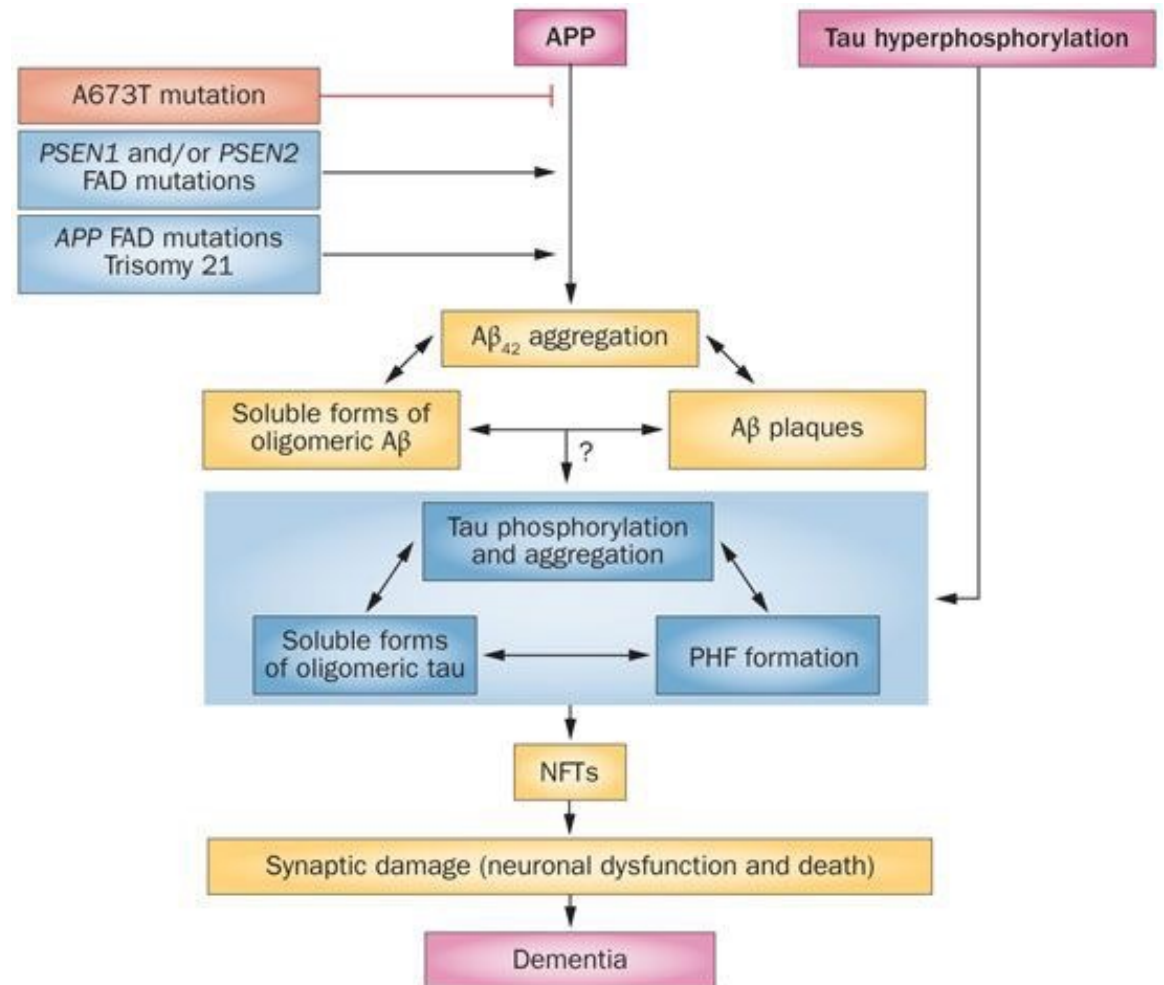 APP
Tau hyperphosphorylation
A673T mutation
PSEN1 and/or PSEN2
FAD mutations
APP FAD mutations
Trisomy 21
Aβ₄₂ aggregation
Soluble forms of
oligomeric Aβ
Aβ plaques
?
Tau phosphorylation
and aggregation
Soluble forms
of oligomeric tau
PHF formation
NFTs
Synaptic damage (neuronal dysfunction and death)
Dementia